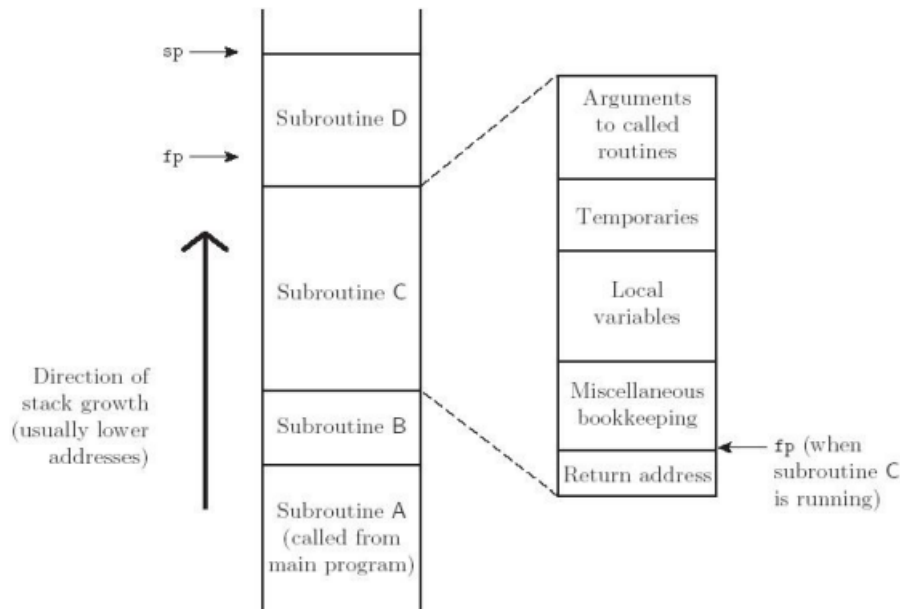 sp
Subroutine D
fp
Subroutine C
Direction of
stack growth
(usually lower
addresses)
Subroutine B
Subroutine A
(called from
main program)
Arguments
to called
routines
Temporaries
Local
variables
Miscellaneous
bookkeeping
Return address
fp (when
subroutine C
is running)